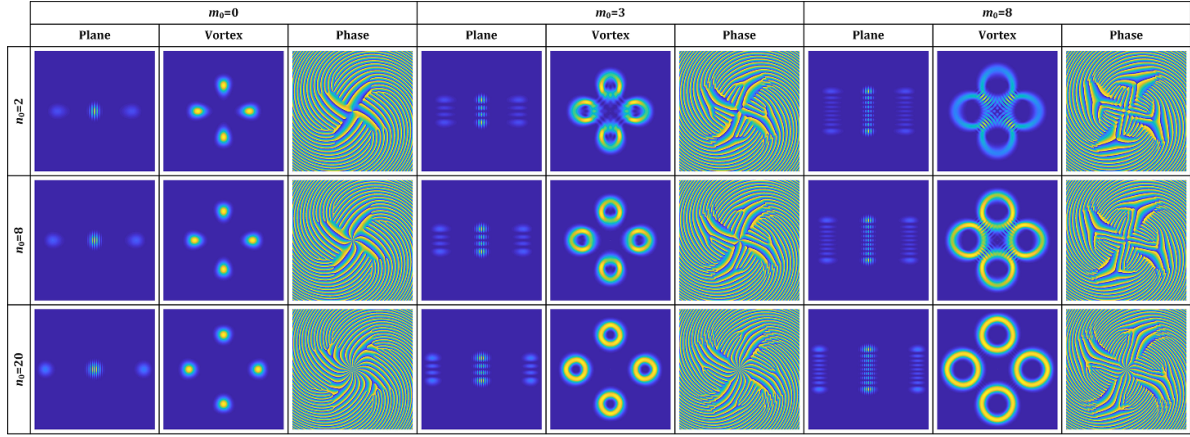 m₀=0 m₀=3 m₀=8
Plane Vortex Phase Plane Vortex Phase Plane Vortex Phase
n₀=2
n₀=8
n₀=20